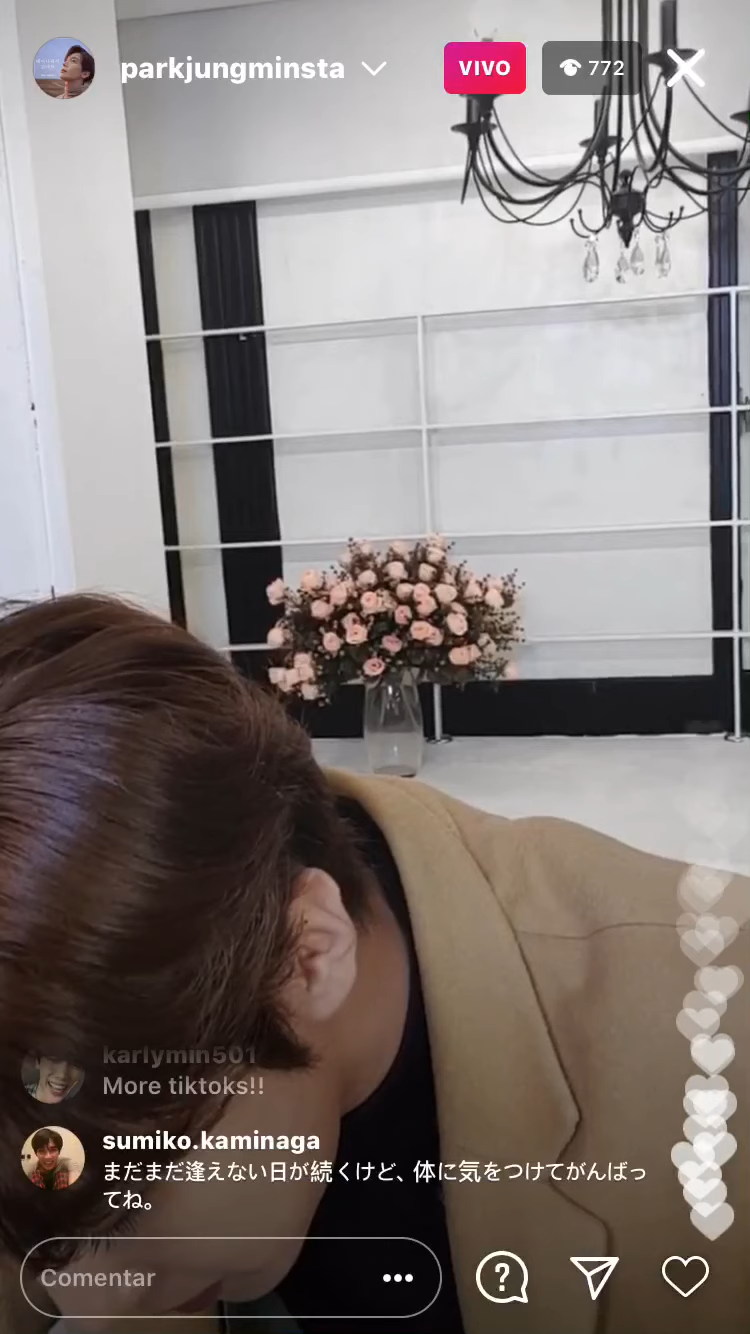 parkjungminsta
VIVO
772
karlymin501
More tiktoks!!
sumiko.kaminaga
まだまだ逢えない日が続くけど、体に気をつけてがんばっ
てね。
Comentar